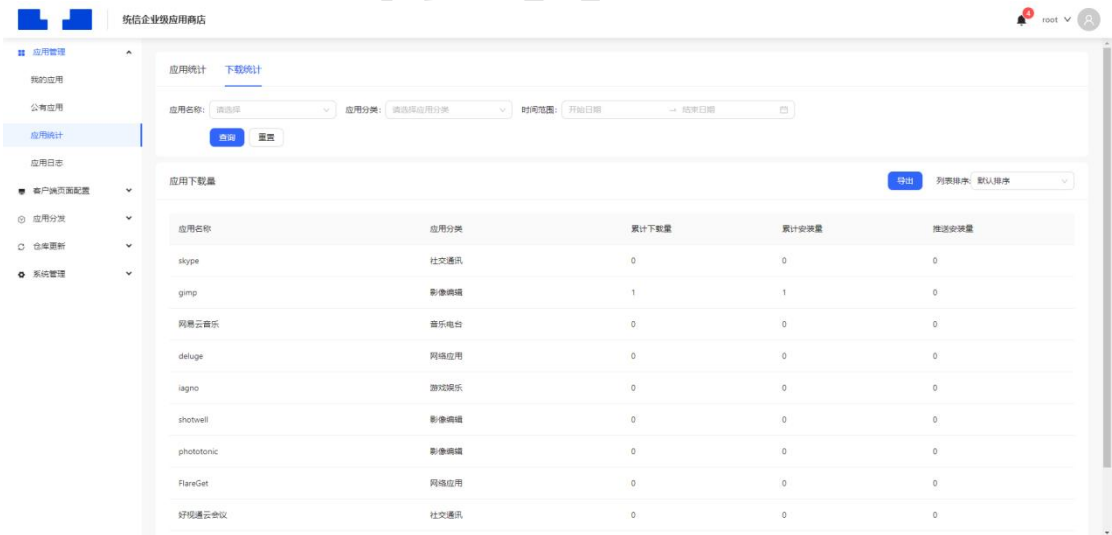 统信企业级应用商店
4
root
应用管理
我的应用
公有应用
应用统计
应用日志
客户端页面配置
应用分发
仓库更新
系统管理
应用统计 下载统计
应用名称: 请选择 应用分类: 请选择应用分类 时间范围: 开始日期 → 结束日期
查询 重置
应用下载量 导出 列表排序: 默认排序
应用名称 应用分类 累计下载量 累计安装量 推送安装量
skype 社交通讯 0 0 0
gimp 影像编辑 1 1 0
网易云音乐 音乐电台 0 0 0
deluge 网络应用 0 0 0
iagno 游戏娱乐 0 0 0
shotwell 影像编辑 0 0 0
phototonic 影像编辑 0 0 0
FlareGet 网络应用 0 0 0
好视通云会议 社交通讯 0 0 0